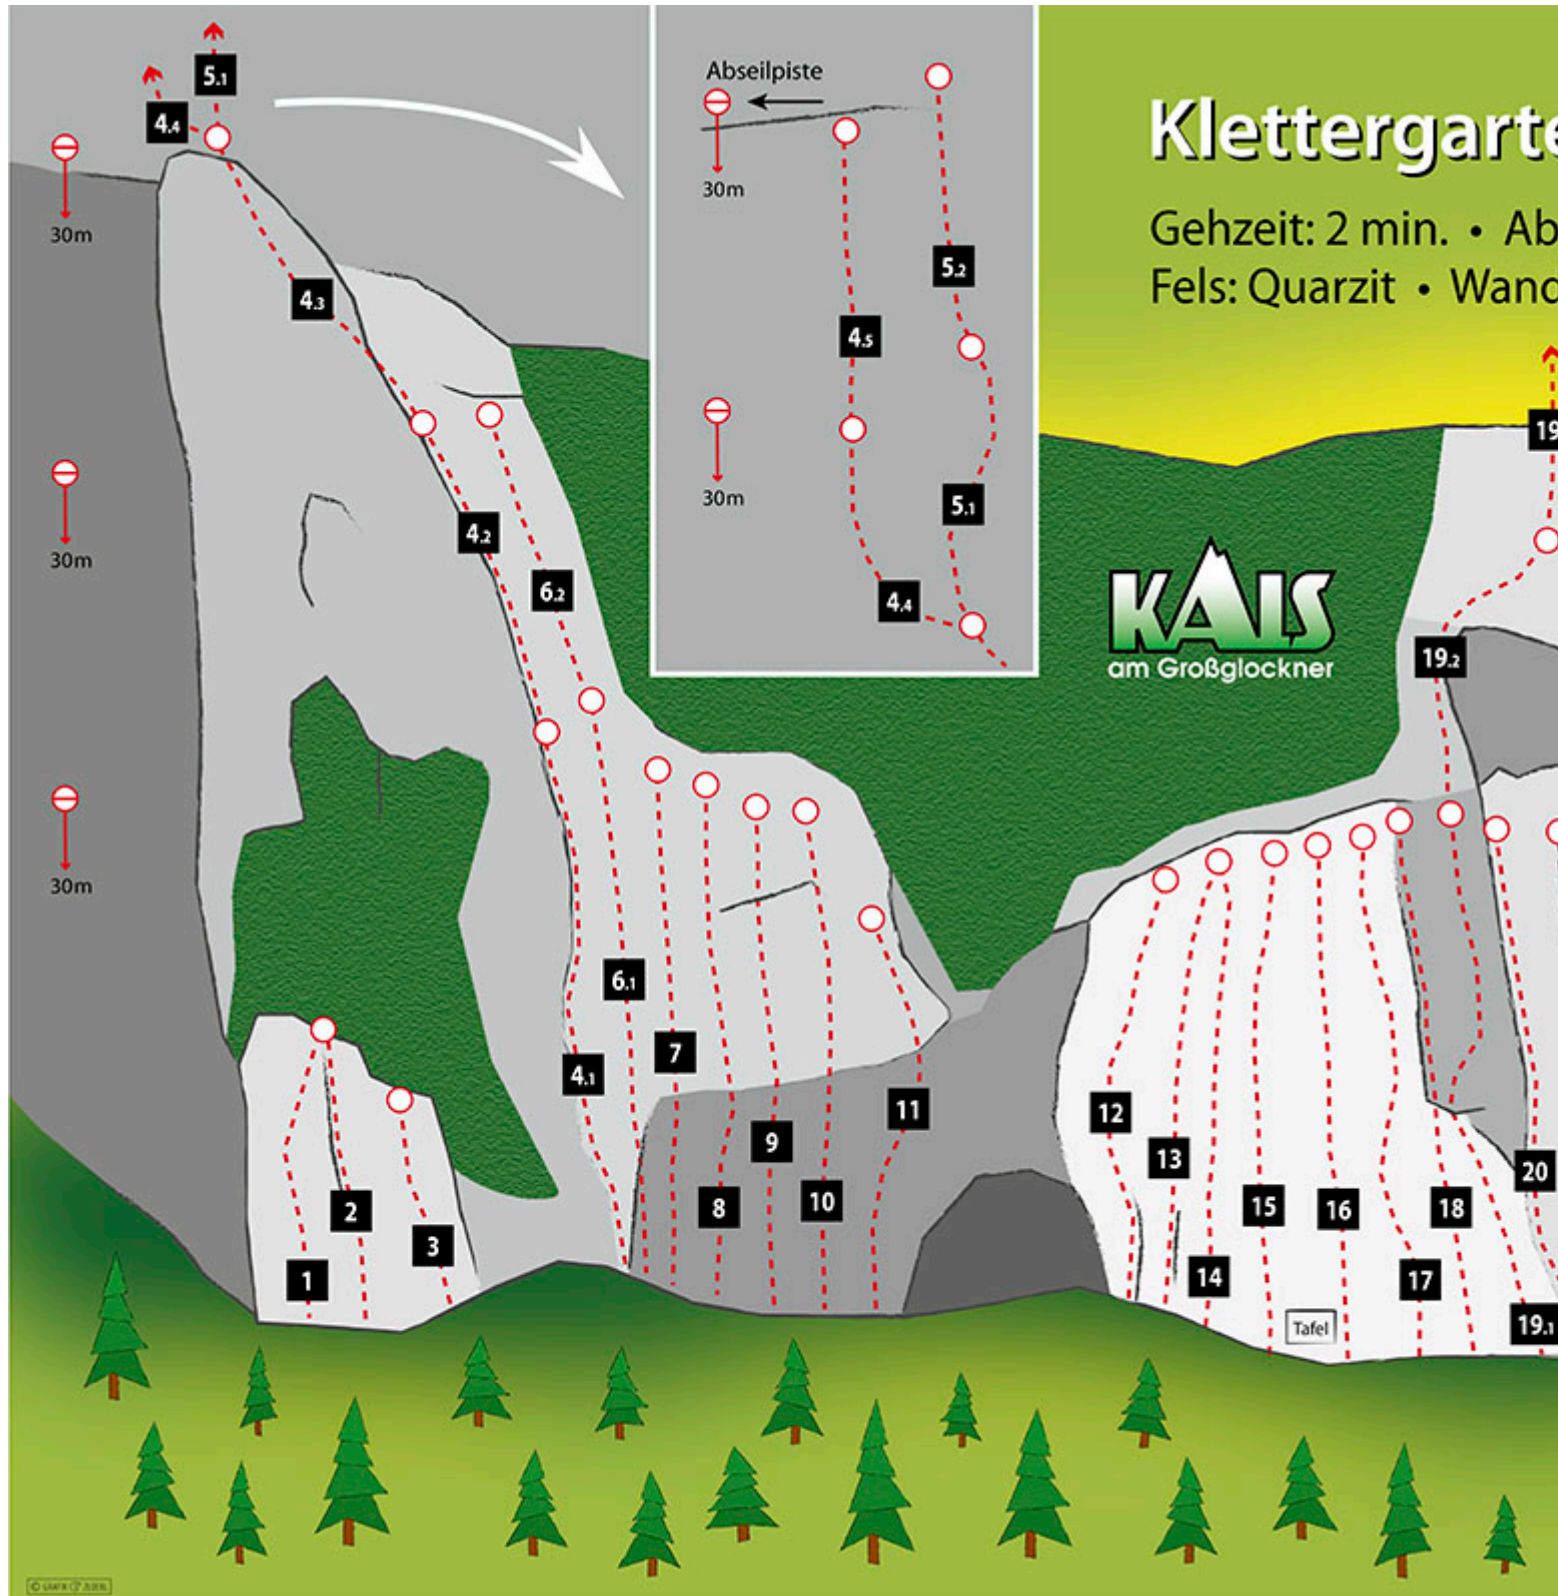 5.1
4.4
30m
4.3
30m
4.2
6.2
30m
6.1
7
4.1
2
3
1
8
9
10
11
Abseilpiste
30m
5.2
4.5
30m
5.1
4.4
Klettergarte
Gehzeit: 2 min. • Ab
Fels: Quarzit • Wand
KALS
am Großglockner
19
19.2
12
13
14
15
16
17
18
20
19.1
Tafel